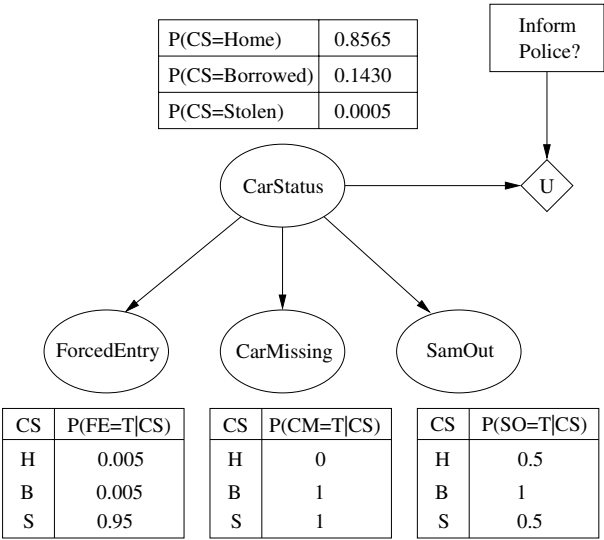 P(CS=Home) 0.8565
P(CS=Borrowed) 0.1430
P(CS=Stolen) 0.0005
Inform
Police?
CarStatus
U
ForcedEntry
CarMissing
SamOut
CS P(FE=T|CS)
H 0.005
B 0.005
S 0.95
CS P(CM=T|CS)
H 0
B 1
S 1
CS P(SO=T|CS)
H 0.5
B 1
S 0.5